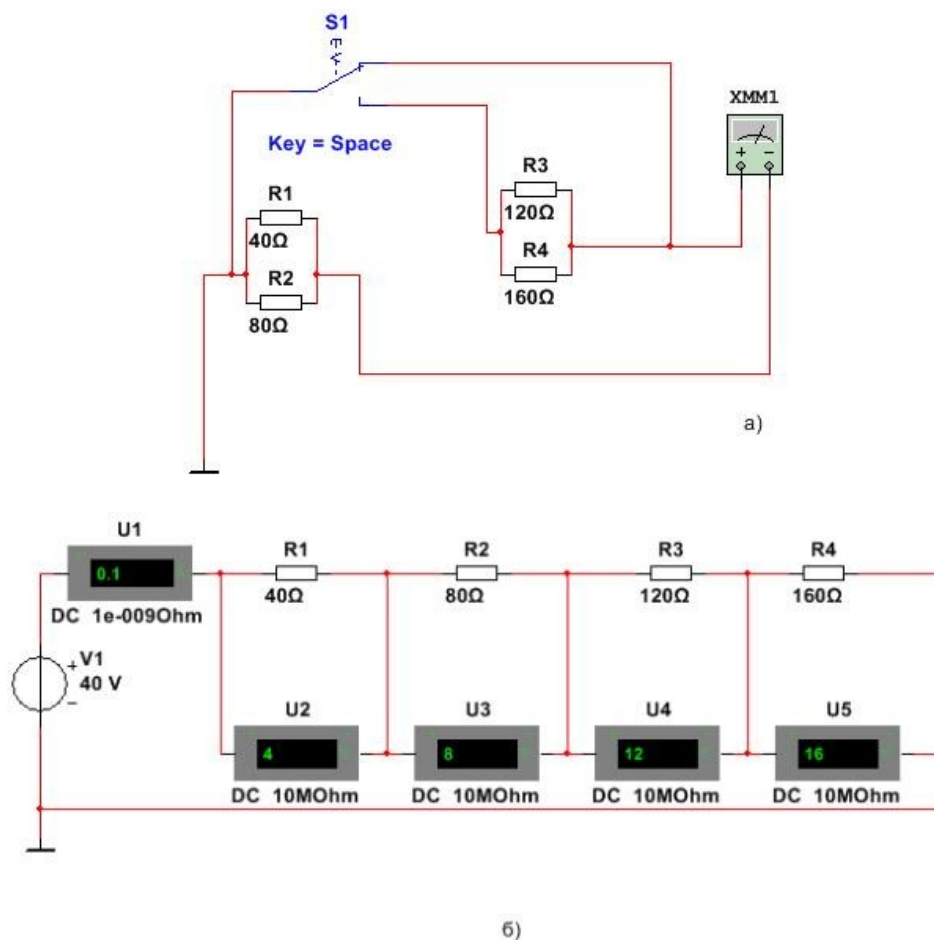 S1
XMM1
Key = Space
+ −
R3
R1
120Ω
40Ω
R4
R2
160Ω
80Ω
а)
U1
R1 R2 R3 R4
0.1
40Ω 80Ω 120Ω 160Ω
DC 1e-009Ohm
+ V1
40 V
−
U2 U3 U4 U5
4 8 12 16
DC 10MOhm DC 10MOhm DC 10MOhm DC 10MOhm
б)